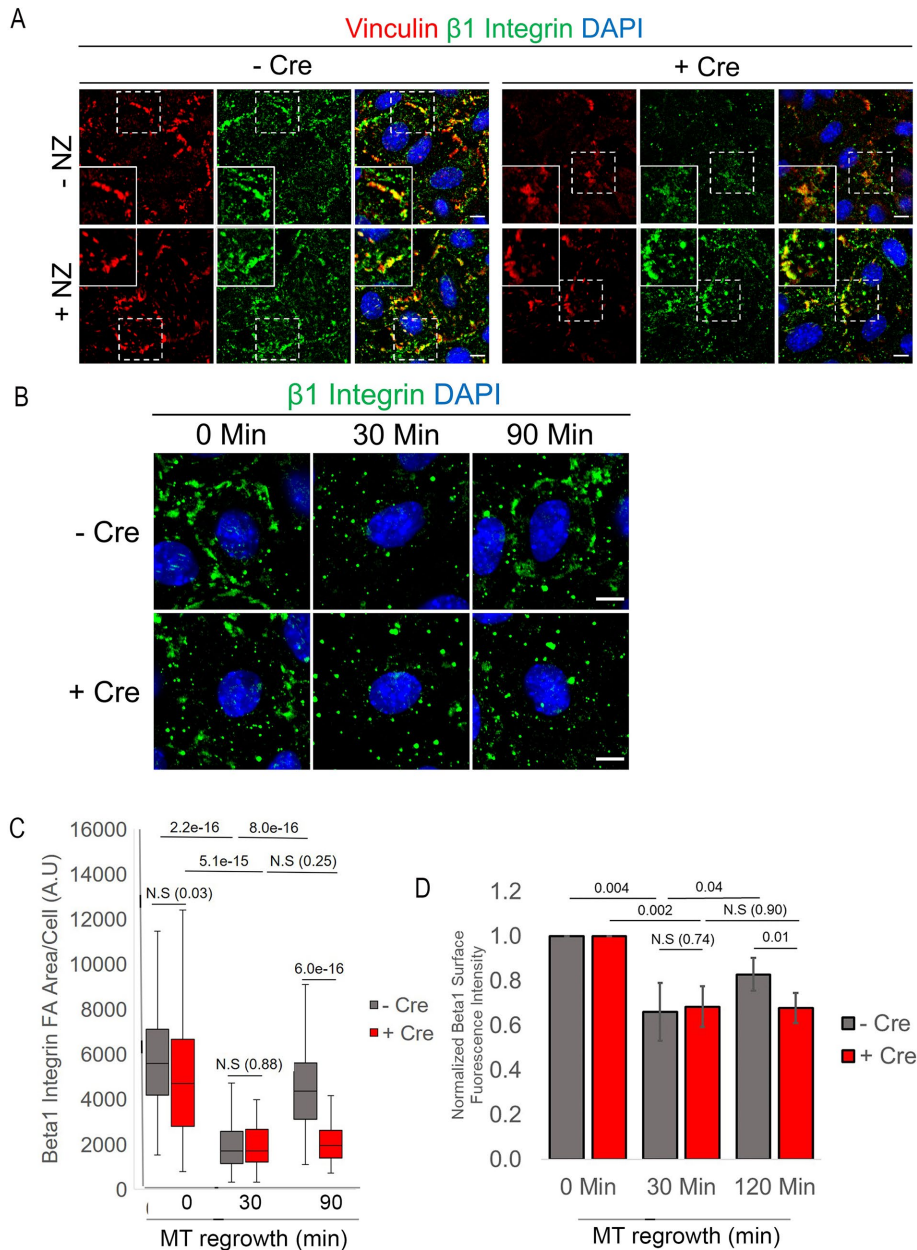 A
Vinculin β1 Integrin DAPI
- Cre
+ Cre
- NZ
+ NZ
B
β1 Integrin DAPI
0 Min 30 Min 90 Min
- Cre
+ Cre
C
Beta1 Integrin FA Area/Cell (A.U)
16000
14000
12000
10000
8000
6000
4000
2000
0
2.2e-16 8.0e-16
5.1e-15 N.S (0.25)
N.S (0.03)
6.0e-16
N.S (0.88)
- Cre
+ Cre
0 30 90
MT regrowth (min)
D
Normalized Beta1 Surface
Fuorescence Intensity
1.2
1.0
0.8
0.6
0.4
0.2
0.0
0.004 0.04
0.002 N.S (0.90)
N.S (0.74) 0.01
- Cre
+ Cre
0 Min 30 Min 120 Min
MT regrowth (min)